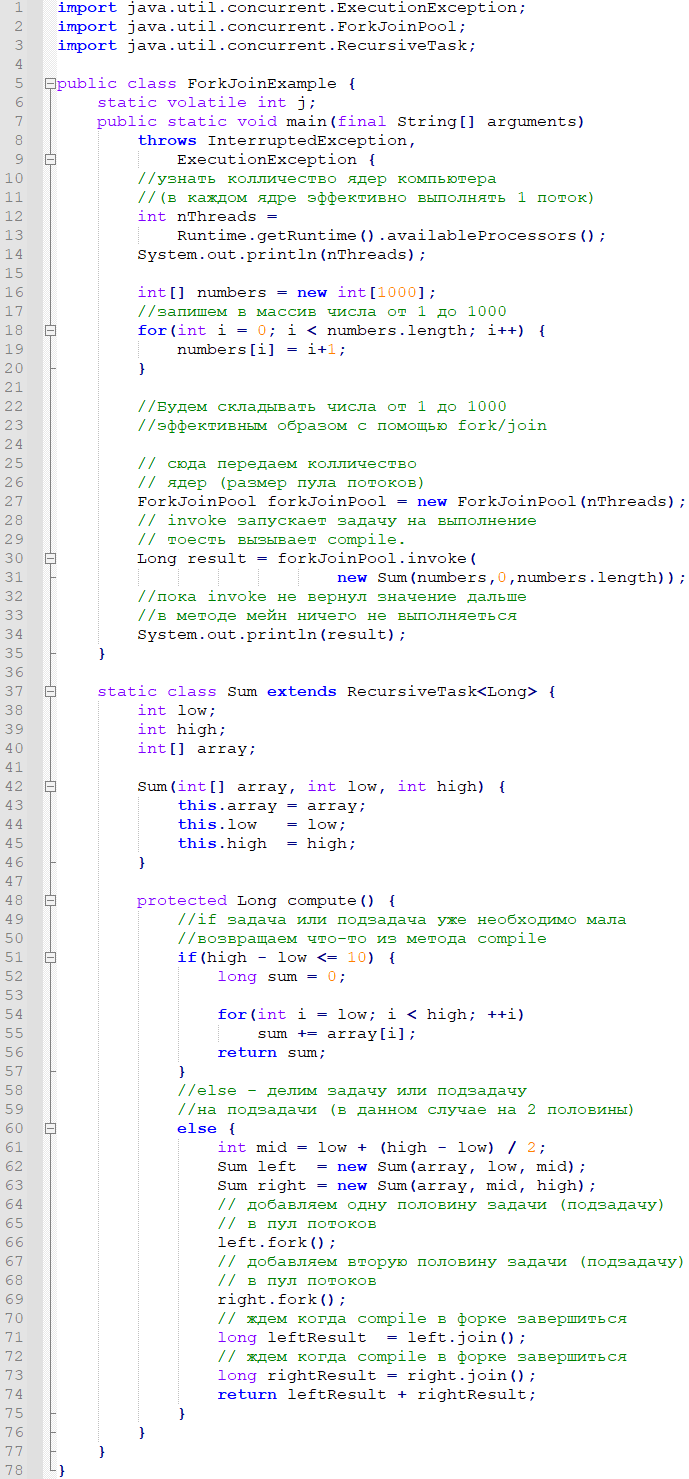 1 import java.util.concurrent.ExecutionException;
2 import java.util.concurrent.ForkJoinPool;
3 import java.util.concurrent.RecursiveTask;
4
5 public class ForkJoinExample {
6 static volatile int j;
7 public static void main(final String[] arguments)
8 throws InterruptedException,
9 ExecutionException {
10 //узнать колличество ядер компьютера
11 //(в каждом ядре эффективно выполнять 1 поток)
12 int nThreads =
13 Runtime.getRuntime().availableProcessors();
14 System.out.println(nThreads);
15
16 int[] numbers = new int[1000];
17 //запишем в массив числа от 1 до 1000
18 for(int i = 0; i < numbers.length; i++) {
19 numbers[i] = i+1;
20 }
21
22 //Будем складывать числа от 1 до 1000
23 //эффективным образом с помощью fork/join
24
25 // сюда передаем колличество
26 // ядер (размер пула потоков)
27 ForkJoinPool forkJoinPool = new ForkJoinPool(nThreads);
28 // invoke запускает задачу на выполнение
29 // тоесть вызывает compile.
30 Long result = forkJoinPool.invoke(
31 new Sum(numbers,0,numbers.length));
32 //пока invoke не вернул значение дальше
33 //в методе мейн ничего не выполняеться
34 System.out.println(result);
35 }
36
37 static class Sum extends RecursiveTask<Long> {
38 int low;
39 int high;
40 int[] array;
41
42 Sum(int[] array, int low, int high) {
43 this.array = array;
44 this.low   = low;
45 this.high  = high;
46 }
47
48 protected Long compute() {
49 //if задача или подзадача уже необходимо мала
50 //возвращаем что-то из метода compile
51 if(high - low <= 10) {
52 long sum = 0;
53
54 for(int i = low; i < high; ++i)
55 sum += array[i];
56 return sum;
57 }
58 //else - делим задачу или подзадачу
59 //на подзадачи (в данном случае на 2 половины)
60 else {
61 int mid = low + (high - low) / 2;
62 Sum left  = new Sum(array, low, mid);
63 Sum right = new Sum(array, mid, high);
64 // добавляем одну половину задачи (подзадачу)
65 // в пул потоков
66 left.fork();
67 // добавляем вторую половину задачи (подзадачу)
68 // в пул потоков
69 right.fork();
70 // ждем когда compile в форке завершиться
71 long leftResult  = left.join();
72 // ждем когда compile в форке завершиться
73 long rightResult = right.join();
74 return leftResult + rightResult;
75 }
76 }
77 }
78 }